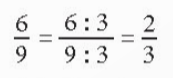 6/9 = 6 : 3/9 : 3 = 2/3